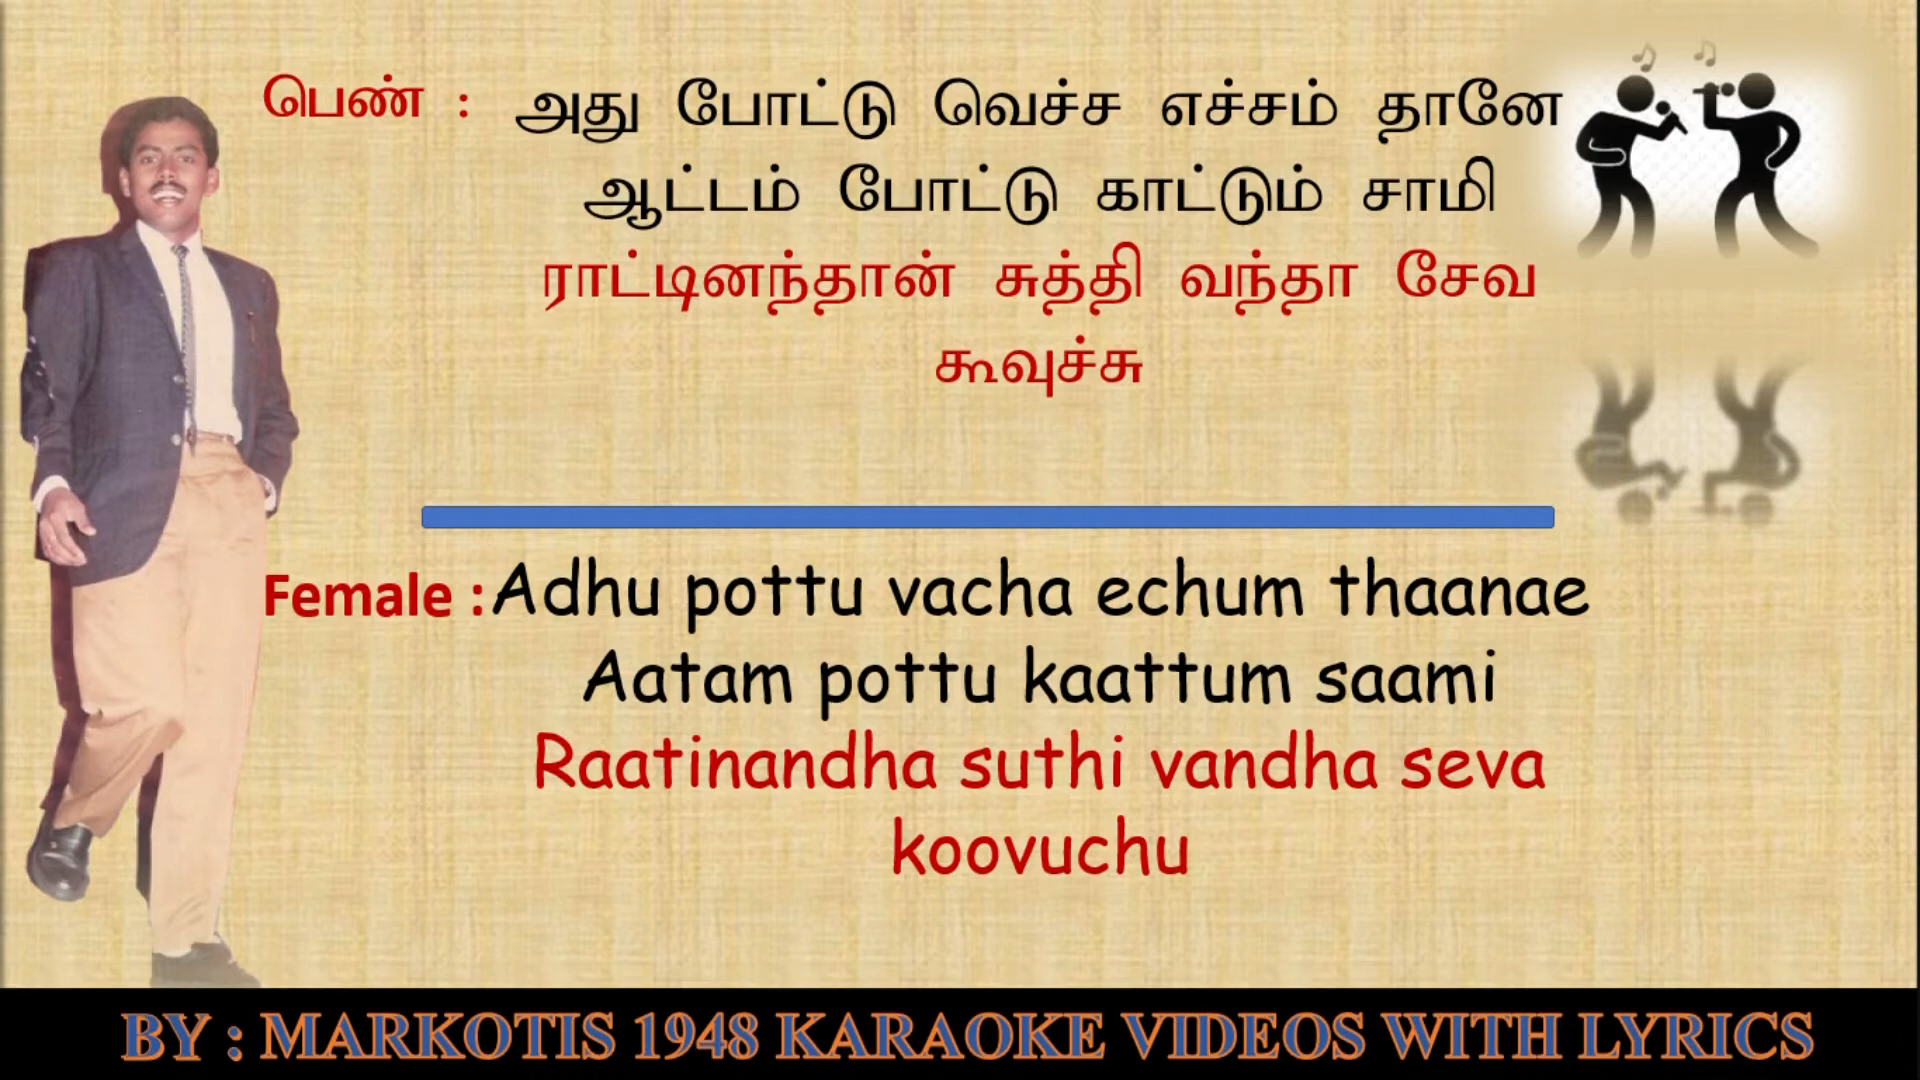 பெண் : அது போட்டு வெச்ச எச்சம் தானே
ஆட்டம் போட்டு காட்டும் சாமி
ராட்டினந்தான் சுத்தி வந்தா சேவ
கூவுச்சு
Female :Adhu pottu vacha echum thaanae
Aatam pottu kaattum saami
Raatinandha suthi vandha seva
koovuchu
BY : MARKOTIS 1948 KARAOKE VIDEOS WITH LYRICS